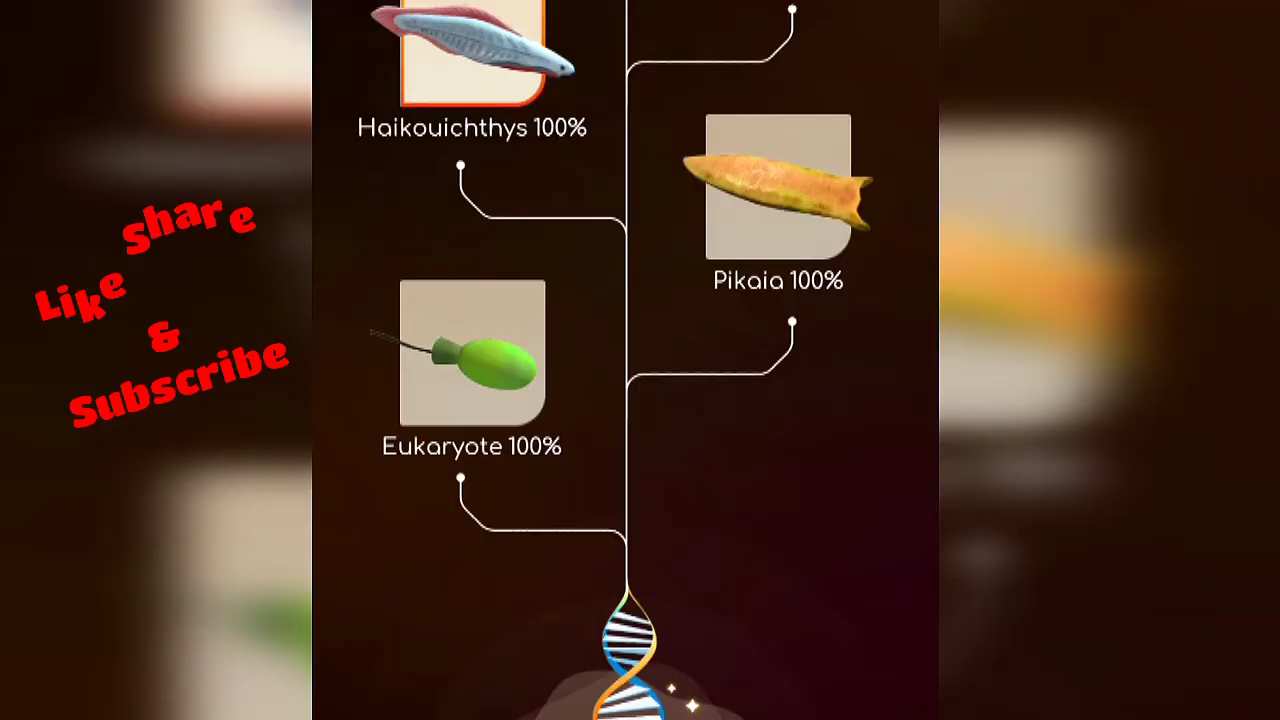 Haikouichthys 100%
Pikaia 100%
Eukaryote 100%
Like Share
&
Subscribe